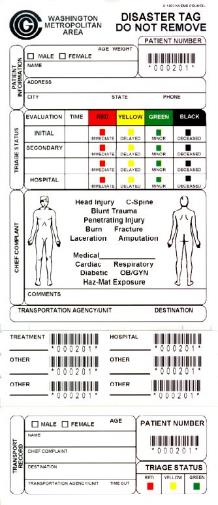 WASHINGTON
METROPOLITAN
AREA
DISASTER TAG
DO NOT REMOVE
PATIENT NUMBER
*000201*
PATIENT INFORMATION
AGE WEIGHT
MALE FEMALE
NAME
ADDRESS
CITY STATE PHONE
TRIAGE STATUS
EVALUATION TIME RED YELLOW GREEN BLACK
INITIAL
IMMEDIATE DELAYED MINOR DECEASED
SECONDARY
IMMEDIATE DELAYED MINOR DECEASED
IMMEDIATE DELAYED MINOR DECEASED
HOSPITAL
IMMEDIATE DELAYED MINOR DECEASED
CHIEF COMPLAINT
Head Injury C-Spine
Blunt Trauma
Penetrating Injury
Burn Fracture
Laceration Amputation
Medical
Cardiac Respiratory
Diabetic OB/GYN
Haz-Mat Exposure
COMMENTS
TRANSPORTATION AGENCY/UNIT DESTINATION
TREATMENT *000201* HOSPITAL *000201*
OTHER *000201* OTHER *000201*
OTHER *000201* OTHER *000201*
TRANSPORT RECORD
MALE FEMALE AGE
NAME
CHIEF COMPLAINT
DESTINATION
TRANSPORTATION AGENCY/UNIT TIME OUT
PATIENT NUMBER
*000201*
TRIAGE STATUS
RED YELLOW GREEN